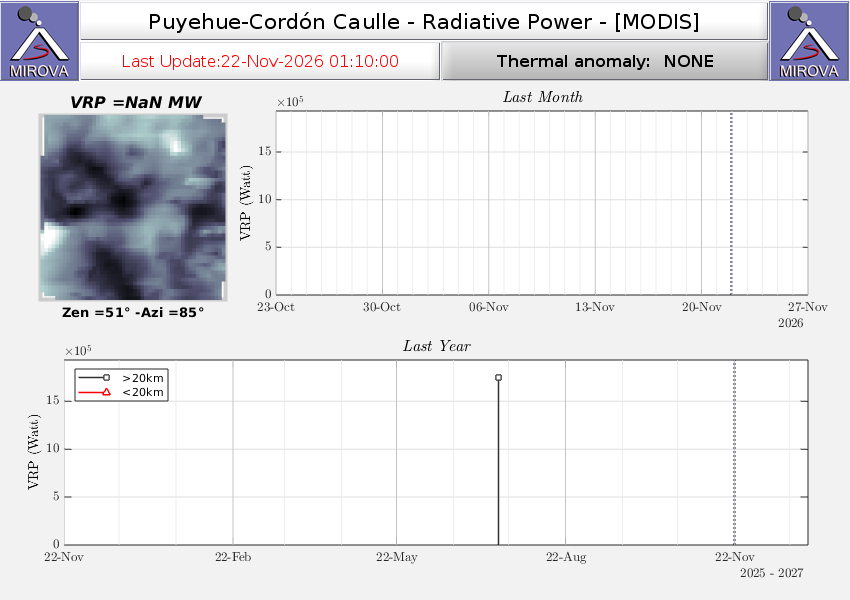 Puyehue-Cordón Caulle - Radiative Power - [MODIS]
MIROVA
Last Update:22-Nov-2026 01:10:00
Thermal anomaly: NONE
MIROVA
VRP =NaN MW
Zen =51° -Azi =85°
Last Month
×10⁵
VRP (Watt)
15
10
5
0
23-Oct 30-Oct 06-Nov 13-Nov 20-Nov 27-Nov
2026
Last Year
×10⁵
VRP (Watt)
>20km
<20km
15
10
5
0
22-Nov 22-Feb 22-May 22-Aug 22-Nov
2025 - 2027